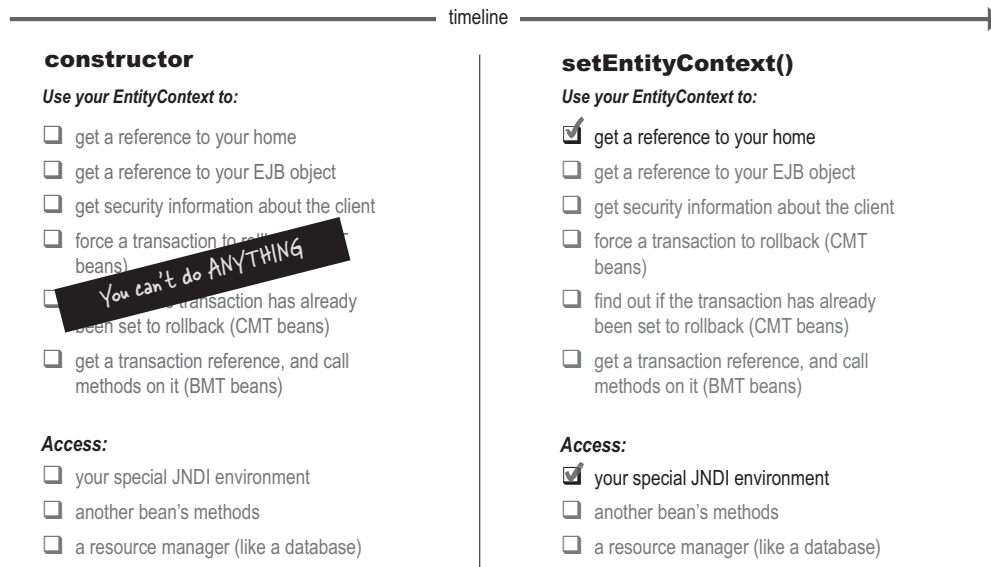 timeline
constructor
Use your EntityContext to:
get a reference to your home
get a reference to your EJB object
get security information about the client
force a transaction to
beans)
You can't do ANYTHING
transaction has already
been set to rollback (CMT beans)
get a transaction reference, and call
methods on it (BMT beans)
Access:
your special JNDI environment
another bean's methods
a resource manager (like a database)
setEntityContext()
Use your EntityContext to:
get a reference to your home
get a reference to your EJB object
get security information about the client
force a transaction to rollback (CMT
beans)
find out if the transaction has already
been set to rollback (CMT beans)
get a transaction reference, and call
methods on it (BMT beans)
Access:
your special JNDI environment
another bean's methods
a resource manager (like a database)